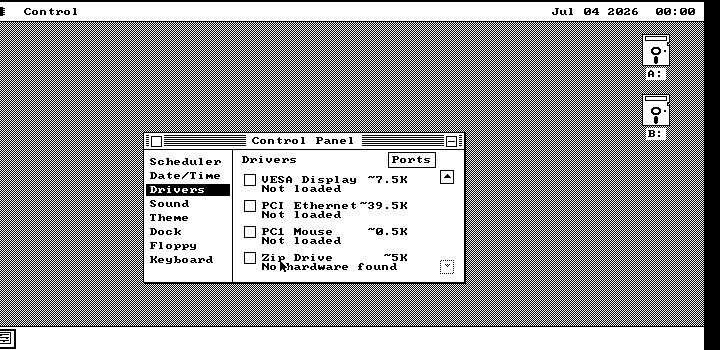 Control Jul 04 2026 00:00
A:
B:
Control Panel
Scheduler
Date/Time
Drivers
Sound
Theme
Dock
Floppy
Keyboard
Drivers Ports
VESA Display ~7.5K
Not loaded
PCI Ethernet ~39.5K
Not loaded
PC1 Mouse ~0.5K
Not loaded
Zip Drive ~5K
No hardware found